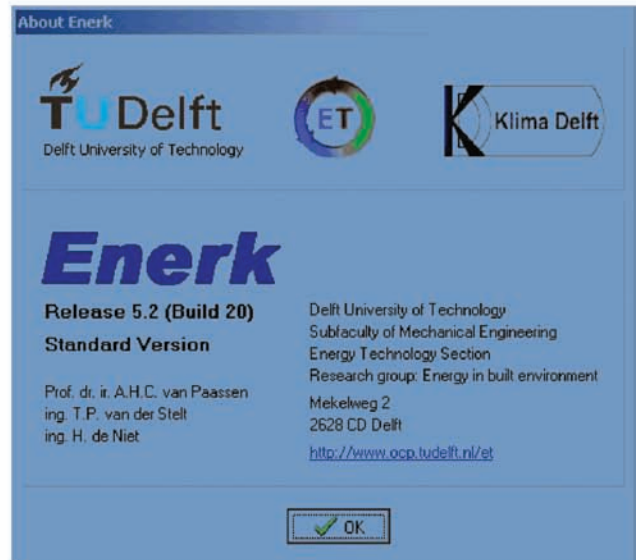 About Enerk
TU Delft
Delft University of Technology
ET
Klima Delft
Enerk
Release 5.2 (Build 20)
Standard Version
Prof. dr. ir. A.H.C. van Paassen
ing. T.P. van der Stelt
ing. H. de Niet
Delft University of Technology
Subfaculty of Mechanical Engineering
Energy Technology Section
Research group: Energy in built environment
Mekelweg 2
2628 CD Delft
http://www.ocp.tudelft.nl/et
OK